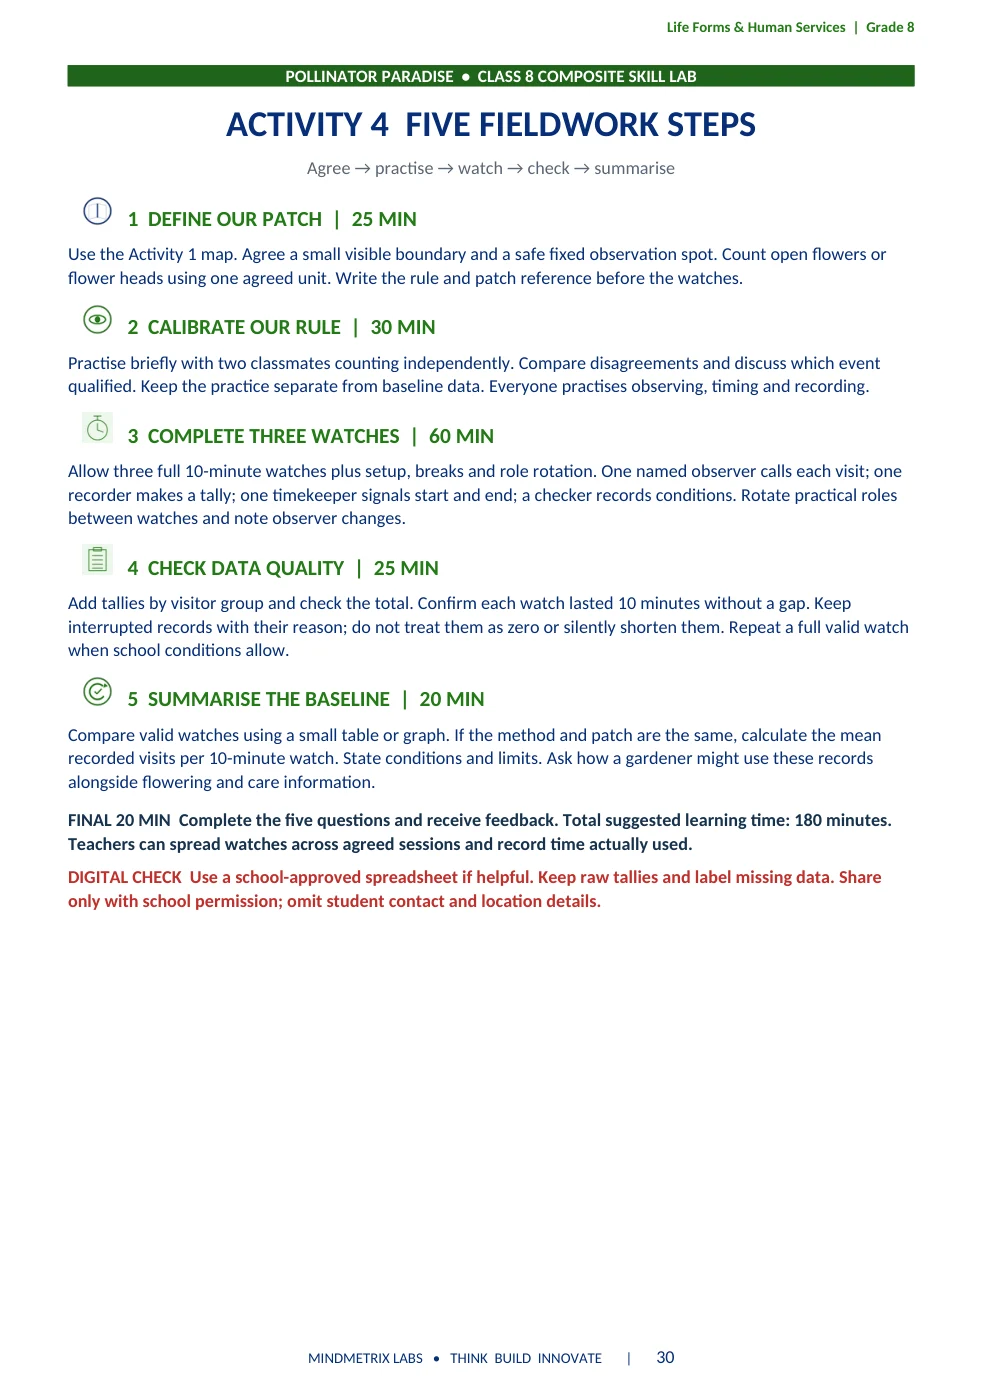 Life Forms & Human Services | Grade 8
POLLINATOR PARADISE ● CLASS 8 COMPOSITE SKILL LAB
ACTIVITY 4 FIVE FIELDWORK STEPS
Agree → practise → watch → check → summarise
1 DEFINE OUR PATCH | 25 MIN
Use the Activity 1 map. Agree a small visible boundary and a safe fixed observation spot. Count open flowers or
flower heads using one agreed unit. Write the rule and patch reference before the watches.
2 CALIBRATE OUR RULE | 30 MIN
Practise briefly with two classmates counting independently. Compare disagreements and discuss which event
qualified. Keep the practice separate from baseline data. Everyone practises observing, timing and recording.
3 COMPLETE THREE WATCHES | 60 MIN
Allow three full 10-minute watches plus setup, breaks and role rotation. One named observer calls each visit; one
recorder makes a tally; one timekeeper signals start and end; a checker records conditions. Rotate practical roles
between watches and note observer changes.
4 CHECK DATA QUALITY | 25 MIN
Add tallies by visitor group and check the total. Confirm each watch lasted 10 minutes without a gap. Keep
interrupted records with their reason; do not treat them as zero or silently shorten them. Repeat a full valid watch
when school conditions allow.
5 SUMMARISE THE BASELINE | 20 MIN
Compare valid watches using a small table or graph. If the method and patch are the same, calculate the mean
recorded visits per 10-minute watch. State conditions and limits. Ask how a gardener might use these records
alongside flowering and care information.
FINAL 20 MIN Complete the five questions and receive feedback. Total suggested learning time: 180 minutes.
Teachers can spread watches across agreed sessions and record time actually used.
DIGITAL CHECK Use a school-approved spreadsheet if helpful. Keep raw tallies and label missing data. Share
only with school permission; omit student contact and location details.
MINDMETRIX LABS ● THINK BUILD INNOVATE | 30